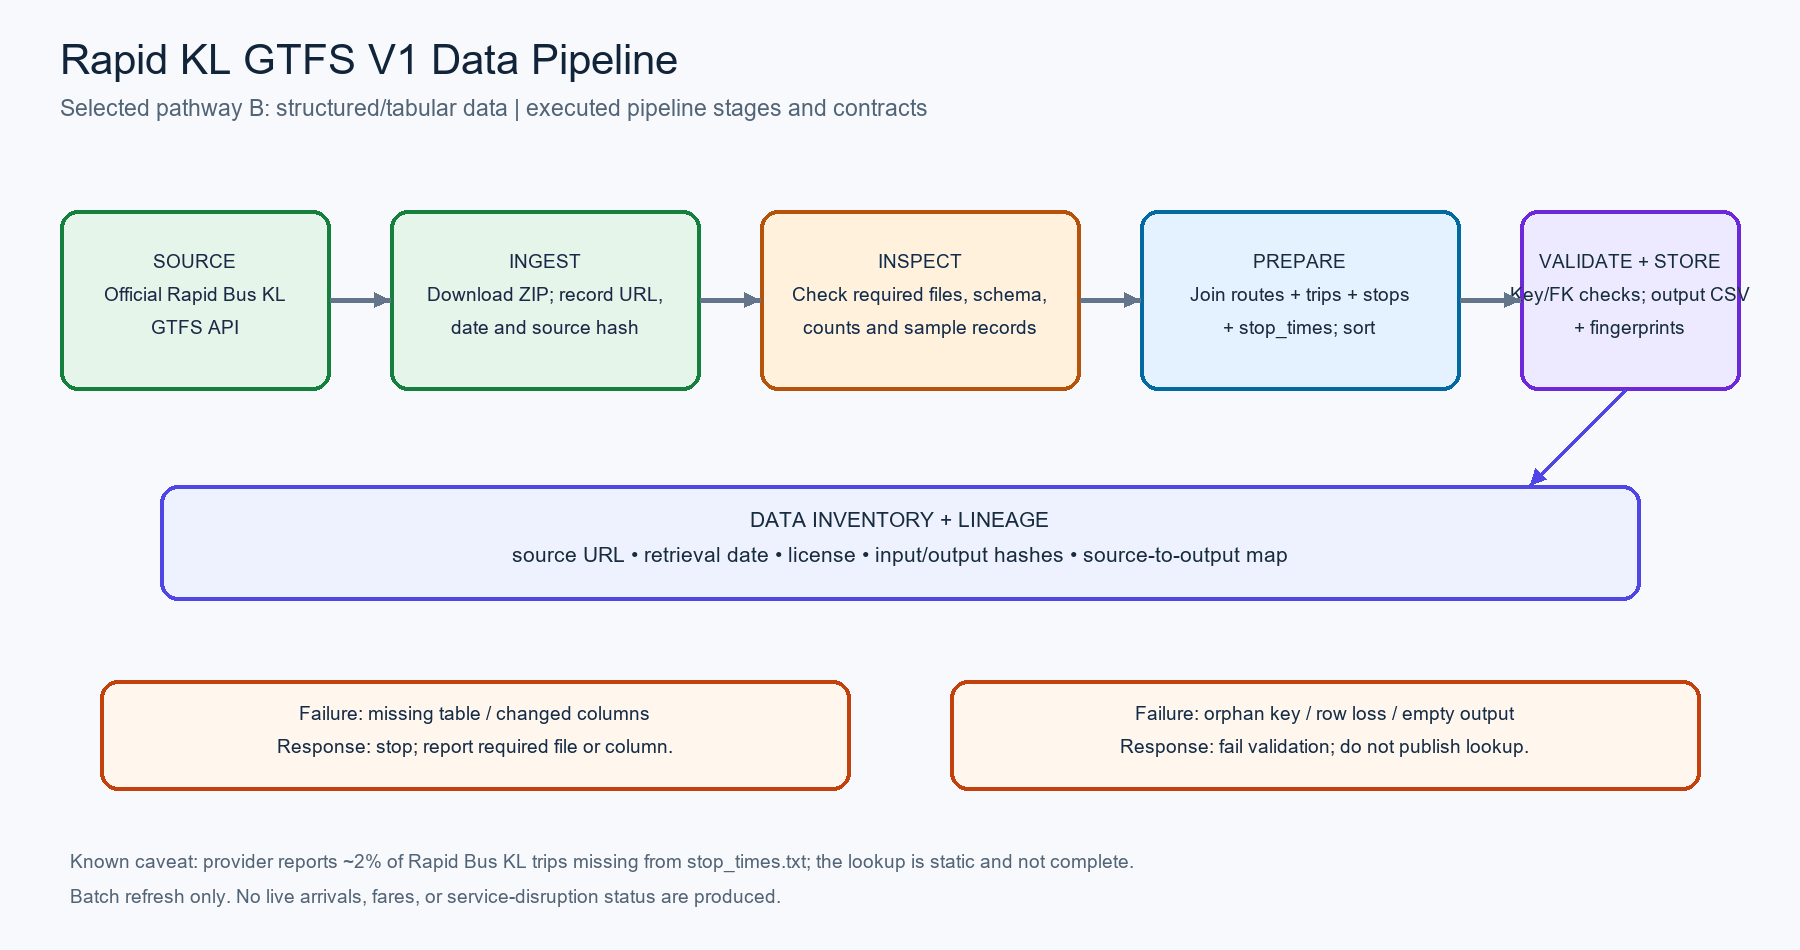 Rapid KL GTFS V1 Data Pipeline
Selected pathway B: structured/tabular data | executed pipeline stages and contracts
SOURCE
Official Rapid Bus KL
GTFS API
INGEST
Download ZIP; record URL,
date and source hash
INSPECT
Check required files, schema,
counts and sample records
PREPARE
Join routes + trips + stops
+ stop_times; sort
VALIDATE + STORE
Key/FK checks; output CSV
+ fingerprints
DATA INVENTORY + LINEAGE
source URL • retrieval date • license • input/output hashes • source-to-output map
Failure: missing table / changed columns
Response: stop; report required file or column.
Failure: orphan key / row loss / empty output
Response: fail validation; do not publish lookup.
Known caveat: provider reports ~2% of Rapid Bus KL trips missing from stop_times.txt; the lookup is static and not complete.
Batch refresh only. No live arrivals, fares, or service-disruption status are produced.